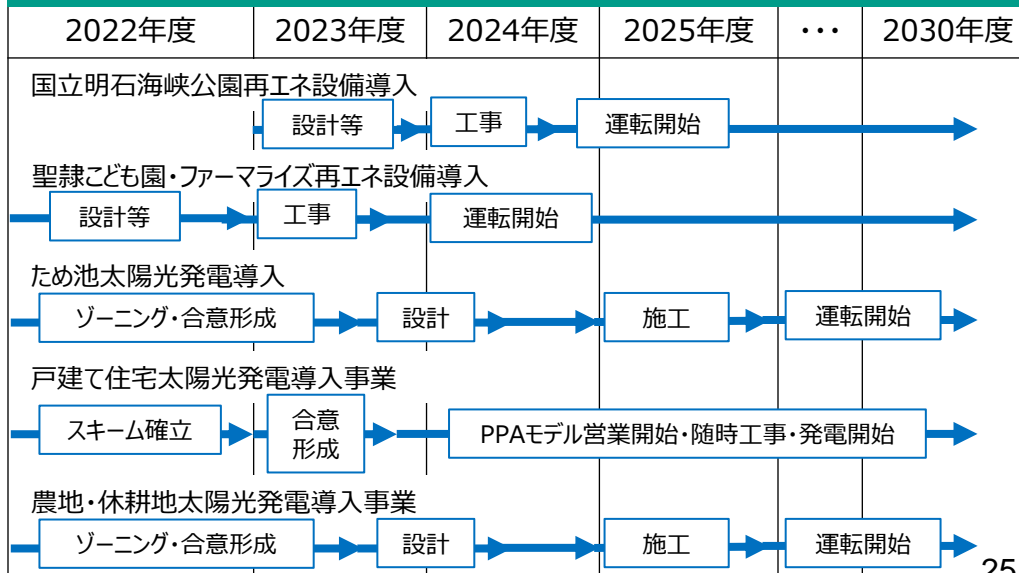 2022年度 2023年度 2024年度 2025年度 ・・・ 2030年度
国立明石海峡公園再エネ設備導入
設計等 工事 運転開始
聖隷こども園・ファーマライズ再エネ設備導入
設計等 工事 運転開始
ため池太陽光発電導入
ゾーニング・合意形成 設計 施工 運転開始
戸建て住宅太陽光発電導入事業
スキーム確立 合意 PPAモデル営業開始・随時工事・発電開始
形成
農地・休耕地太陽光発電導入事業
ゾーニング・合意形成 設計 施工 運転開始
25